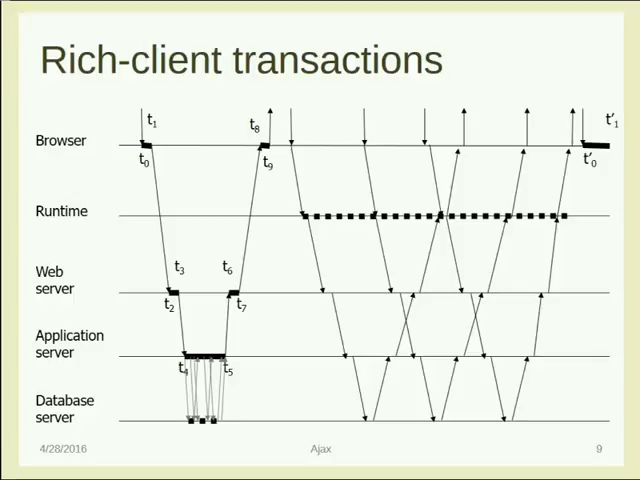 Rich-client transactions
t1
t8
t'1
Browser
t0
t9
t'0
Runtime
t3
t6
Web
server
t2
t7
Application
server
t4
t5
Database
server
4/28/2016
Ajax
9